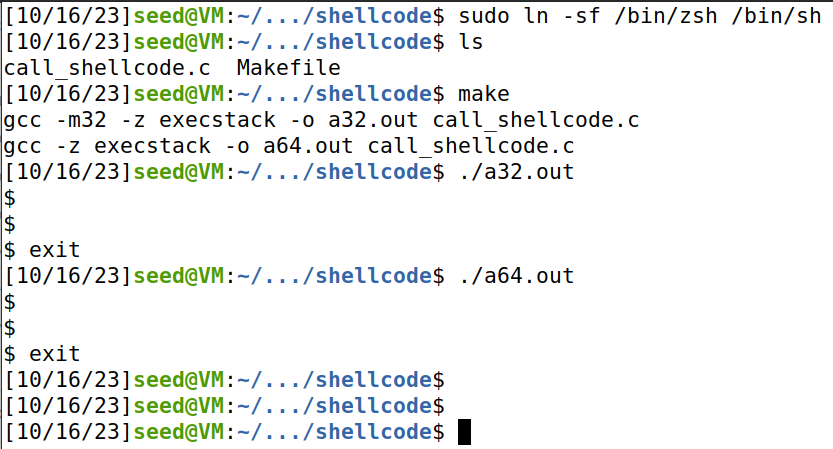 [10/16/23]seed@VM:~/.../shellcode$ sudo ln -sf /bin/zsh /bin/sh
[10/16/23]seed@VM:~/.../shellcode$ ls
call_shellcode.c  Makefile
[10/16/23]seed@VM:~/.../shellcode$ make
gcc -m32 -z execstack -o a32.out call_shellcode.c
gcc -z execstack -o a64.out call_shellcode.c
[10/16/23]seed@VM:~/.../shellcode$ ./a32.out
$
$
$ exit
[10/16/23]seed@VM:~/.../shellcode$ ./a64.out
$
$
$ exit
[10/16/23]seed@VM:~/.../shellcode$
[10/16/23]seed@VM:~/.../shellcode$
[10/16/23]seed@VM:~/.../shellcode$